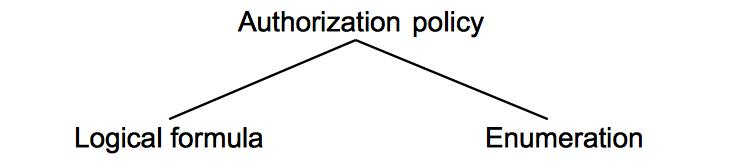 Authorization policy
Logical formula
Enumeration